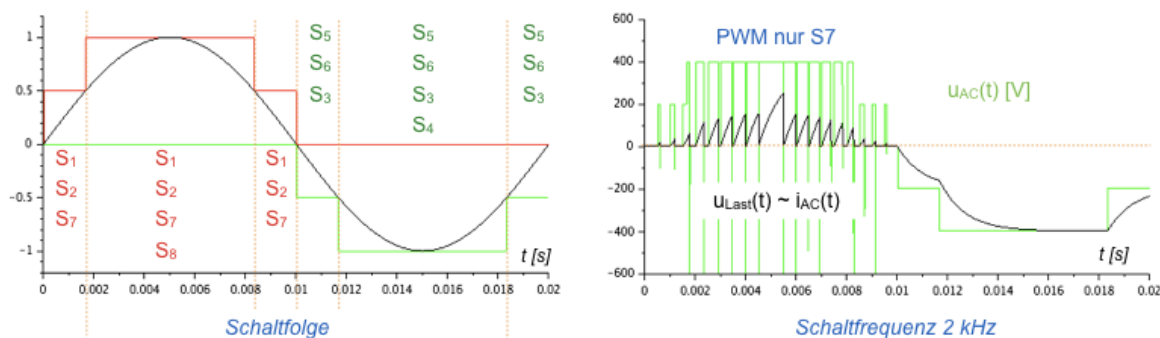 S5
S6
S3
S5
S6
S3
S4
S5
S6
S3
1
0.5
0
-0.5
-1
S1
S2
S7
S1
S2
S7
S8
S1
S2
S7
t [s]
0
0.002
0.004
0.006
0.008
0.01
0.012
0.014
0.016
0.018
0.02
Schaltfolge
PWM nur S7
uAC(t) [V]
600
400
200
0
-200
-400
-600
uLast(t) ~ iAC(t)
t [s]
0
0.002
0.004
0.006
0.008
0.01
0.012
0.014
0.016
0.018
0.02
Schaltfrequenz 2 kHz